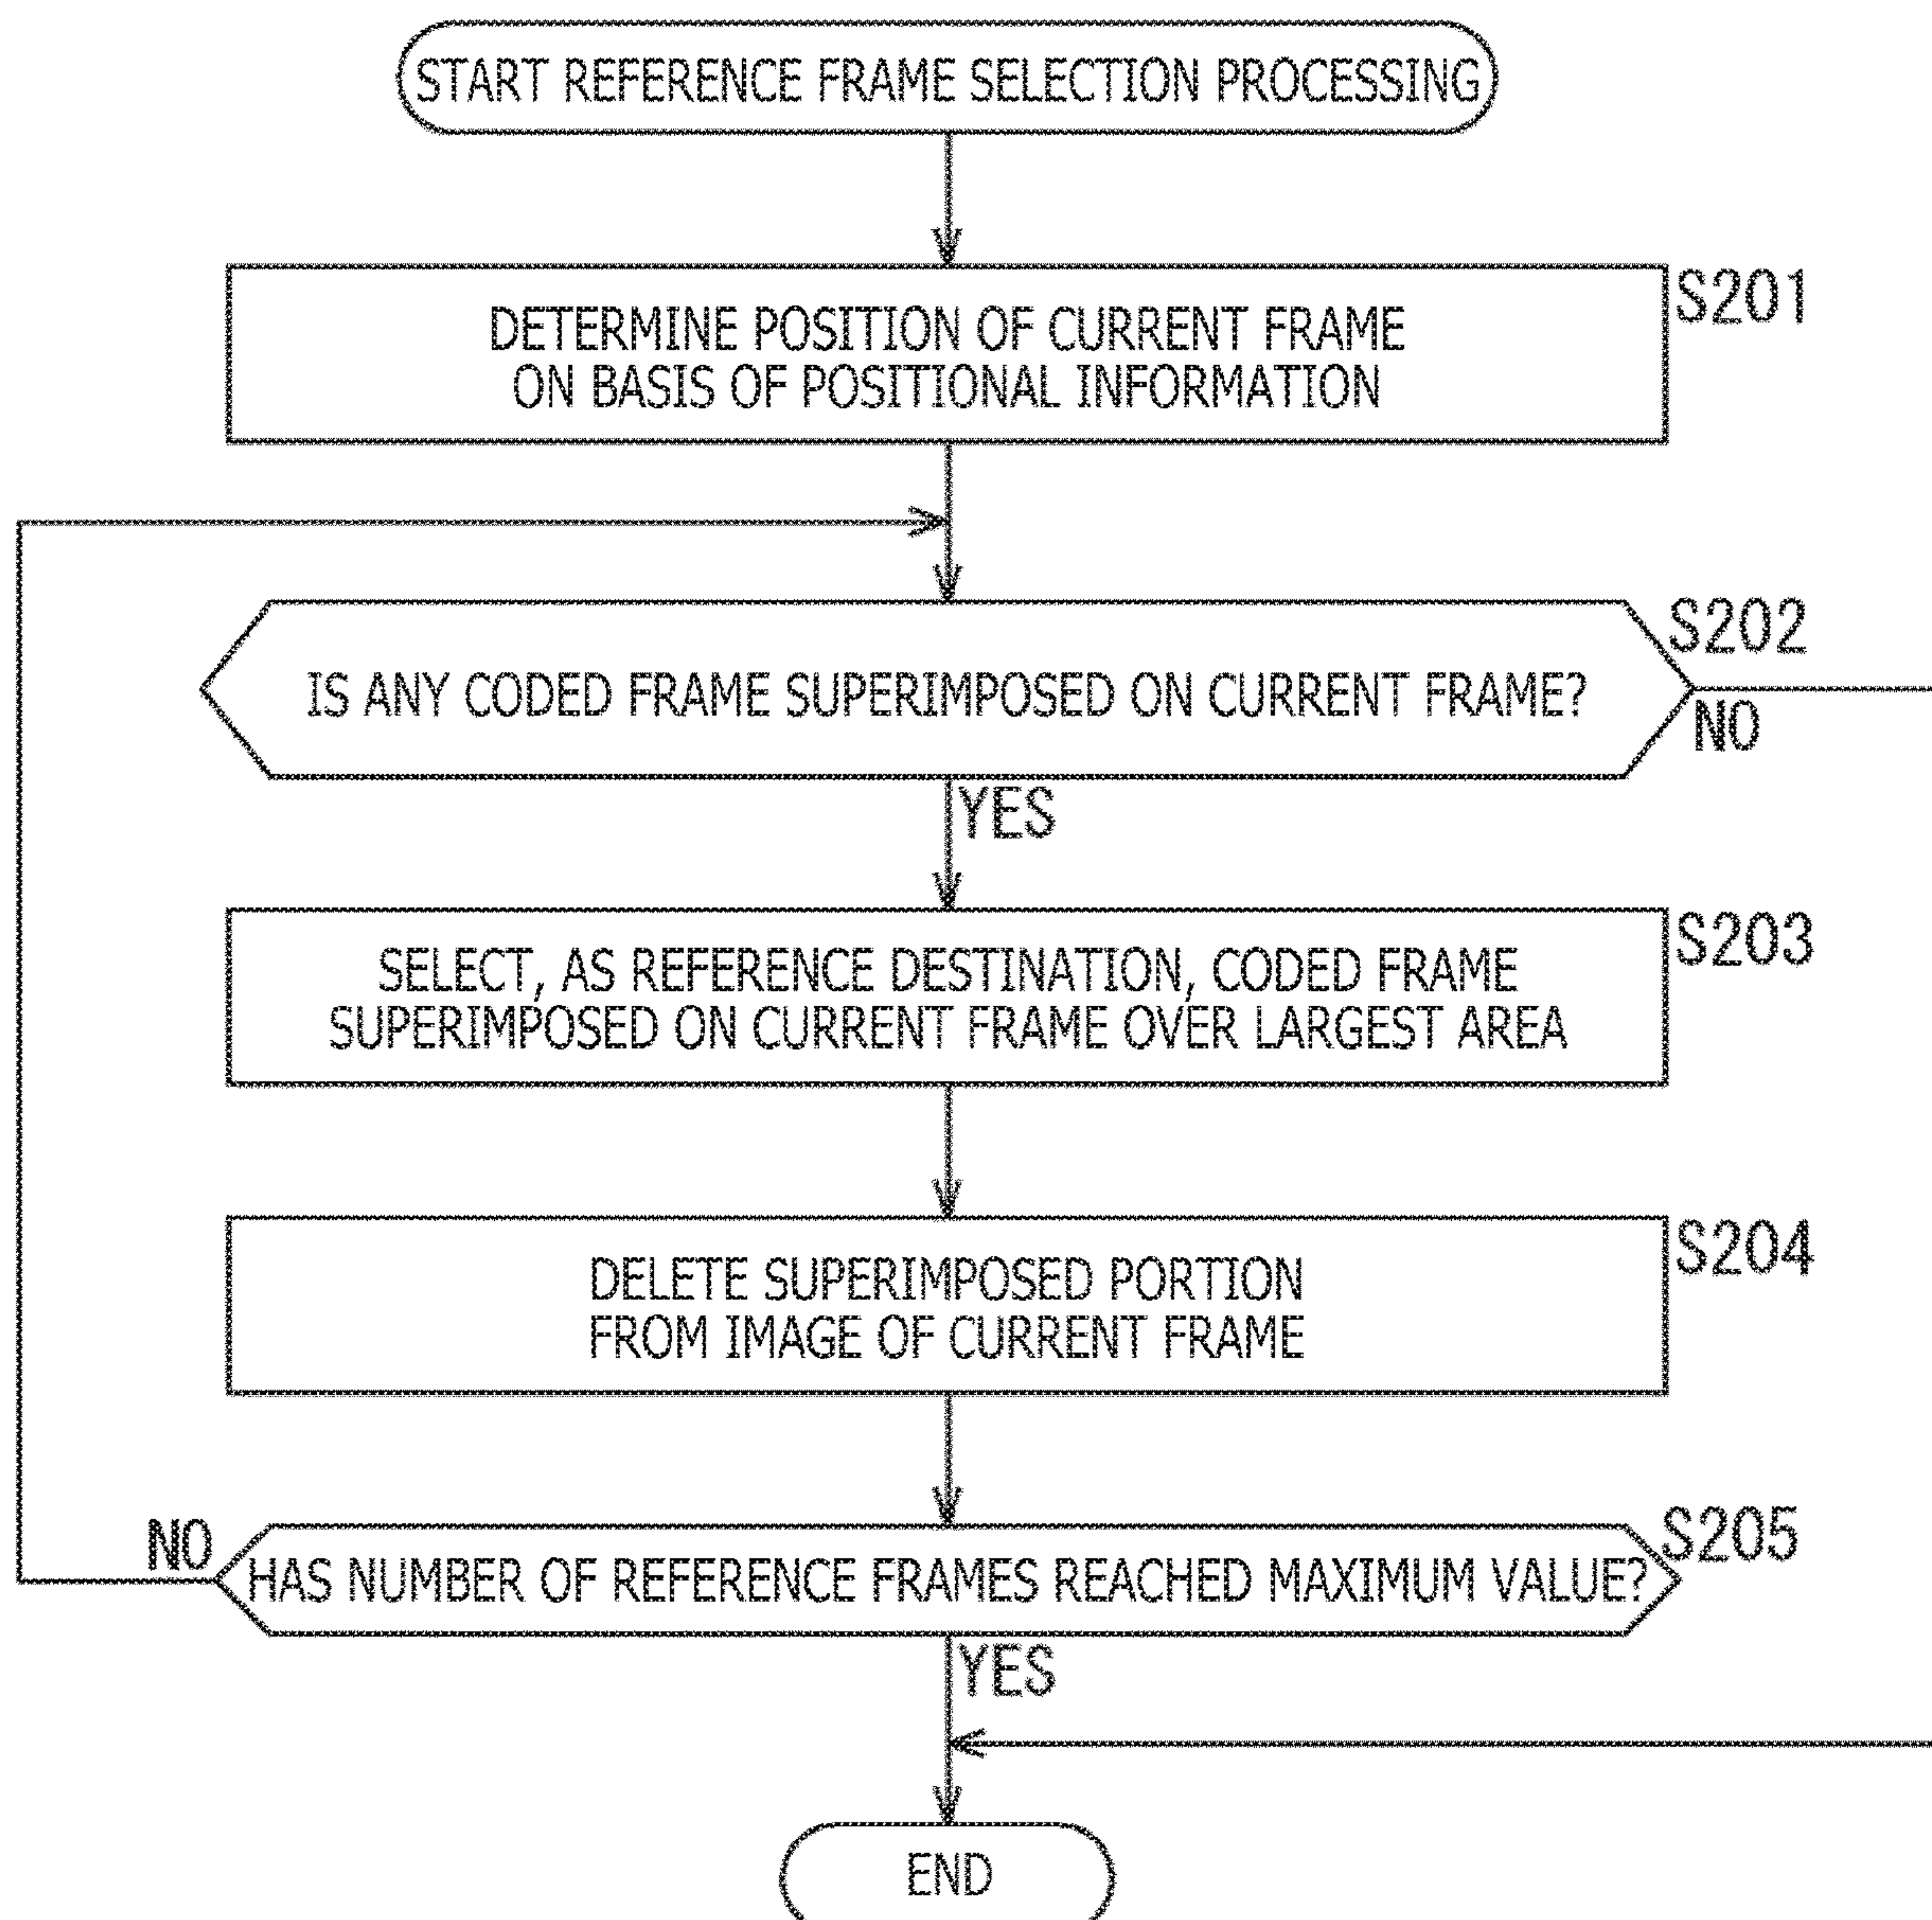 START REFERENCE FRAME SELECTION PROCESSING
S201
DETERMINE POSITION OF CURRENT FRAME
ON BASIS OF POSITIONAL INFORMATION
S202
IS ANY CODED FRAME SUPERIMPOSED ON CURRENT FRAME?
NO
YES
S203
SELECT, AS REFERENCE DESTINATION, CODED FRAME
SUPERIMPOSED ON CURRENT FRAME OVER LARGEST AREA
S204
DELETE SUPERIMPOSED PORTION
FROM IMAGE OF CURRENT FRAME
S205
NO
HAS NUMBER OF REFERENCE FRAMES REACHED MAXIMUM VALUE?
YES
END